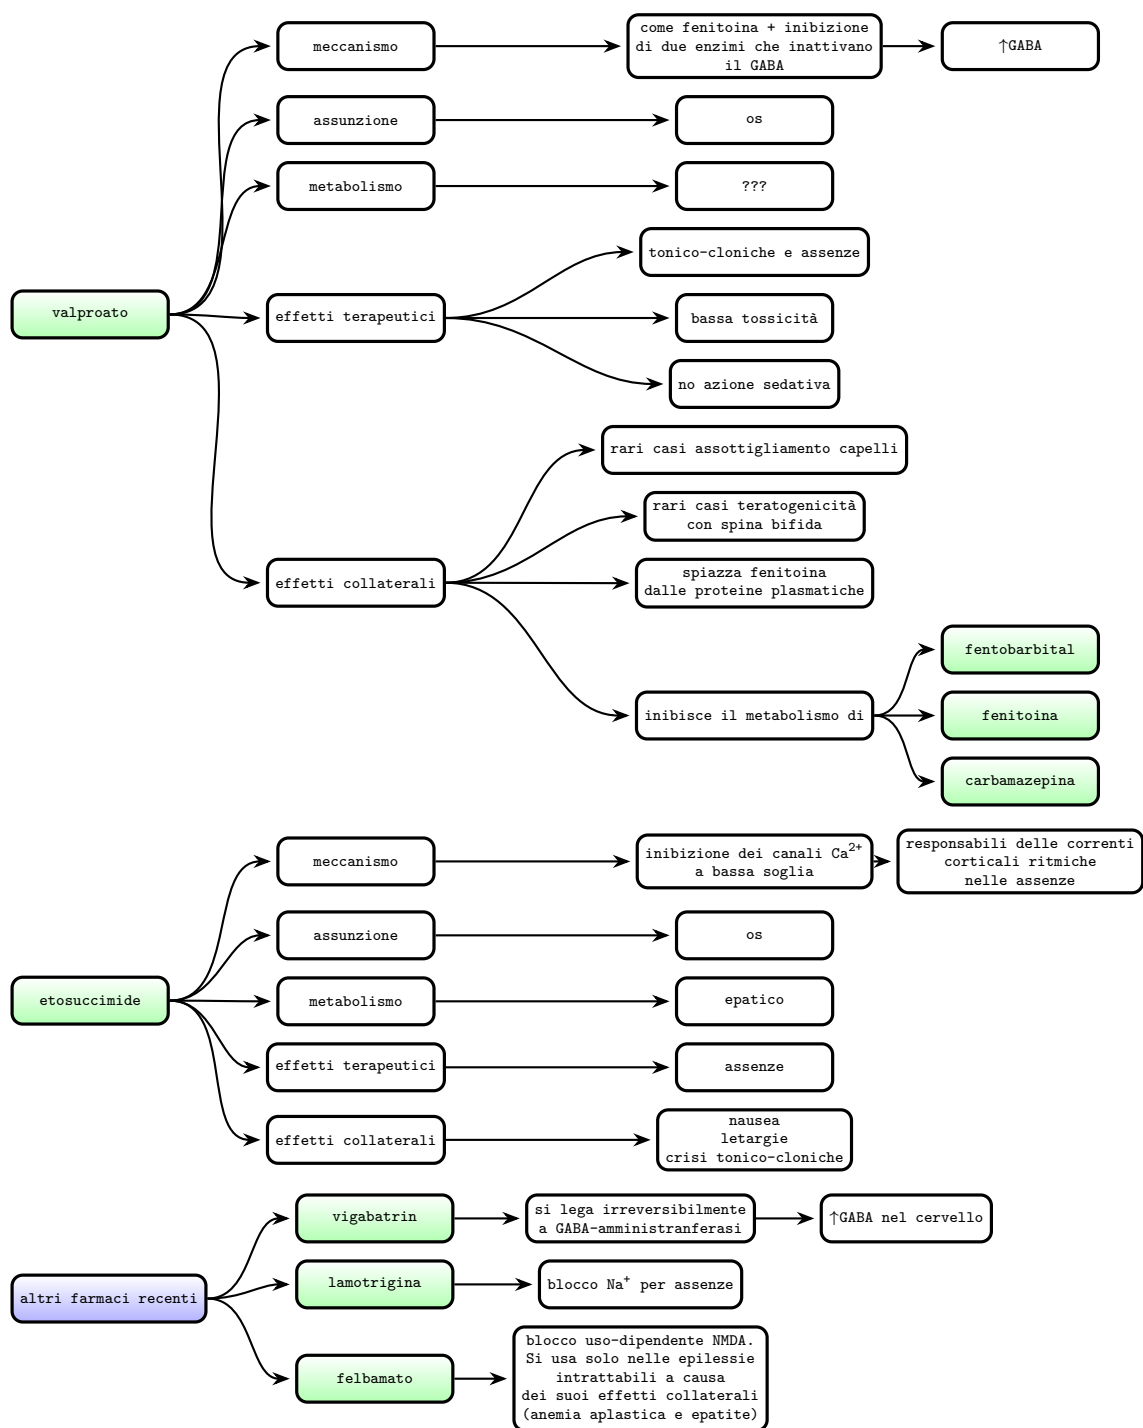 valproato
meccanismo
come fenitoina + inibizione
di due enzimi che inattivano
il GABA
↑GABA
assunzione
os
metabolismo
???
effetti terapeutici
tonico-cloniche e assenze
bassa tossicità
no azione sedativa
effetti collaterali
rari casi assottigliamento capelli
rari casi teratogenicità
con spina bifida
spiazza fenitoina
dalle proteine plasmatiche
inibisce il metabolismo di
fentobarbital
fenitoina
carbamazepina
etosuccimide
meccanismo
inibizione dei canali Ca²⁺
a bassa soglia
responsabili delle correnti
corticali ritmiche
nelle assenze
assunzione
os
metabolismo
epatico
effetti terapeutici
assenze
effetti collaterali
nausea
letargie
crisi tonico-cloniche
altri farmaci recenti
vigabatrin
si lega irreversibilmente
a GABA-amministranferasi
↑GABA nel cervello
lamotrigina
blocco Na⁺ per assenze
felbamato
blocco uso-dipendente NMDA.
Si usa solo nelle epilessie
intrattabili a causa
dei suoi effetti collaterali
(anemia aplastica e epatite)